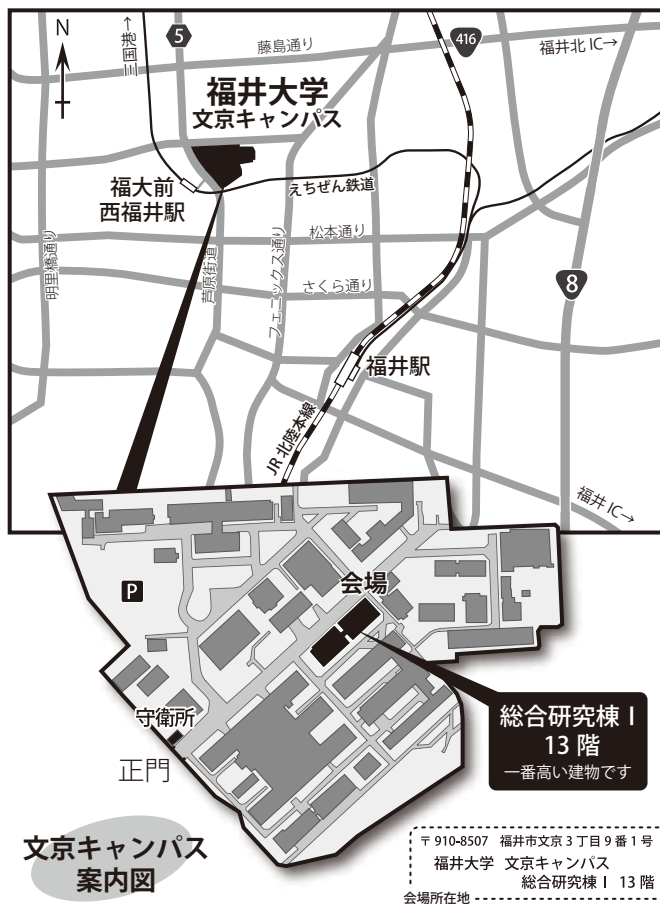 N
三国港→
5
藤島通り
416
福井北 IC→
福井大学
文京キャンパス
福大前
西福井駅
えちぜん鉄道
明里橋通り
芦原街道
フェニックス通り
松本通り
さくら通り
8
福井駅
JR 北陸本線
福井 IC→
P
会場
守衛所
正門
総合研究棟 I
13 階
一番高い建物です
文京キャンパス
案内図
〒 910-8507 福井市文京 3 丁目 9 番 1 号
福井大学 文京キャンパス
総合研究棟 I 13 階
会場所在地